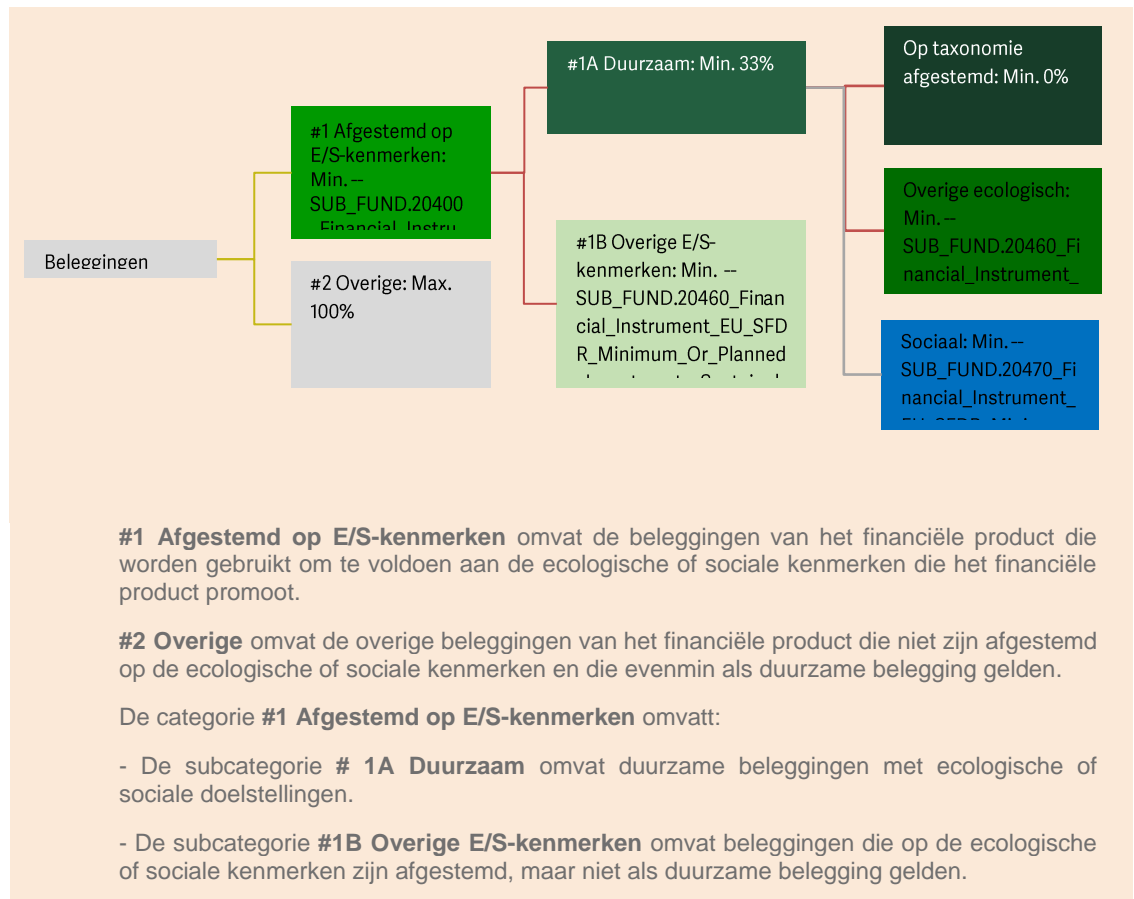 Beleggingen
#1 Afgestemd op
E/S-kenmerken:
Min. --
SUB_FUND.20400
_Financial_Instru
#2 Overige: Max.
100%
#1A Duurzaam: Min. 33%
#1B Overige E/S-
kenmerken: Min. --
SUB_FUND.20460_Finan
cial_Instrument_EU_SFD
R_Minimum_Or_Planned
Op taxonomie
afgestemd: Min. 0%
Overige ecologisch:
Min. --
SUB_FUND.20460_Fi
nancial_Instrument_
Sociaal: Min. --
SUB_FUND.20470_Fi
nancial_Instrument_
#1 Afgestemd op E/S-kenmerken omvat de beleggingen van het financiële product die
worden gebruikt om te voldoen aan de ecologische of sociale kenmerken die het financiële
product promoot.
#2 Overige omvat de overige beleggingen van het financiële product die niet zijn afgestemd
op de ecologische of sociale kenmerken en die evenmin als duurzame belegging gelden.
De categorie #1 Afgestemd op E/S-kenmerken omvatt:
- De subcategorie # 1A Duurzaam omvat duurzame beleggingen met ecologische of
sociale doelstellingen.
- De subcategorie #1B Overige E/S-kenmerken omvat beleggingen die op de ecologische
of sociale kenmerken zijn afgestemd, maar niet als duurzame belegging gelden.